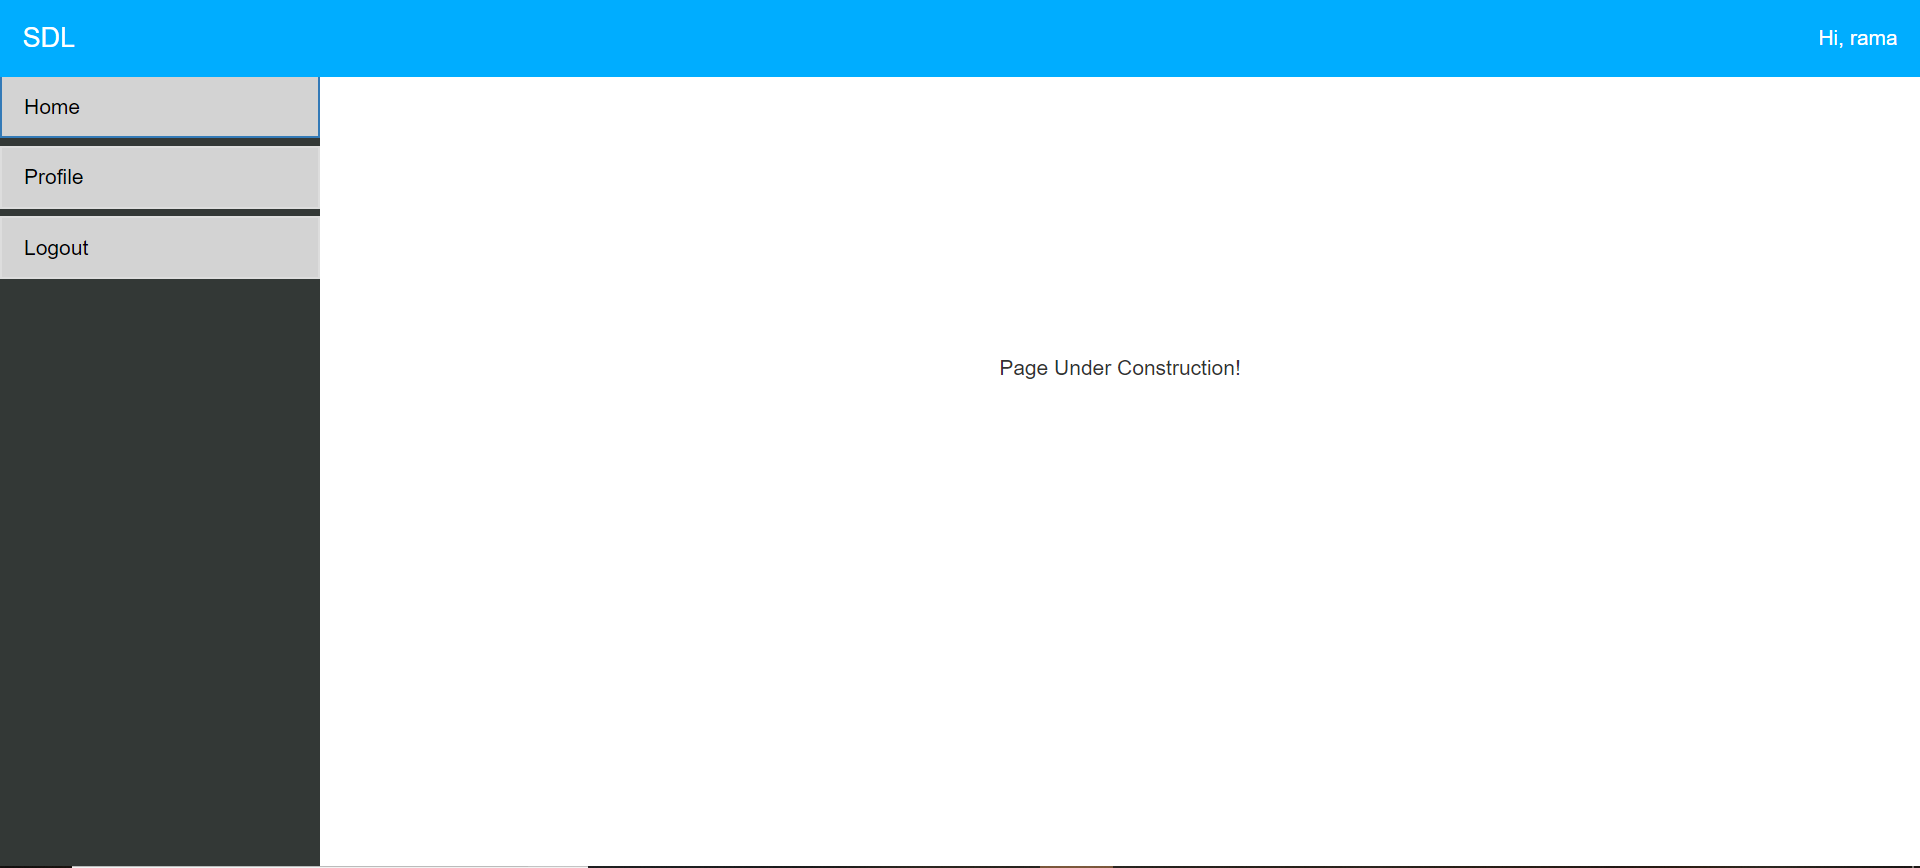 SDL
Hi, rama
Home
Profile
Logout
Page Under Construction!